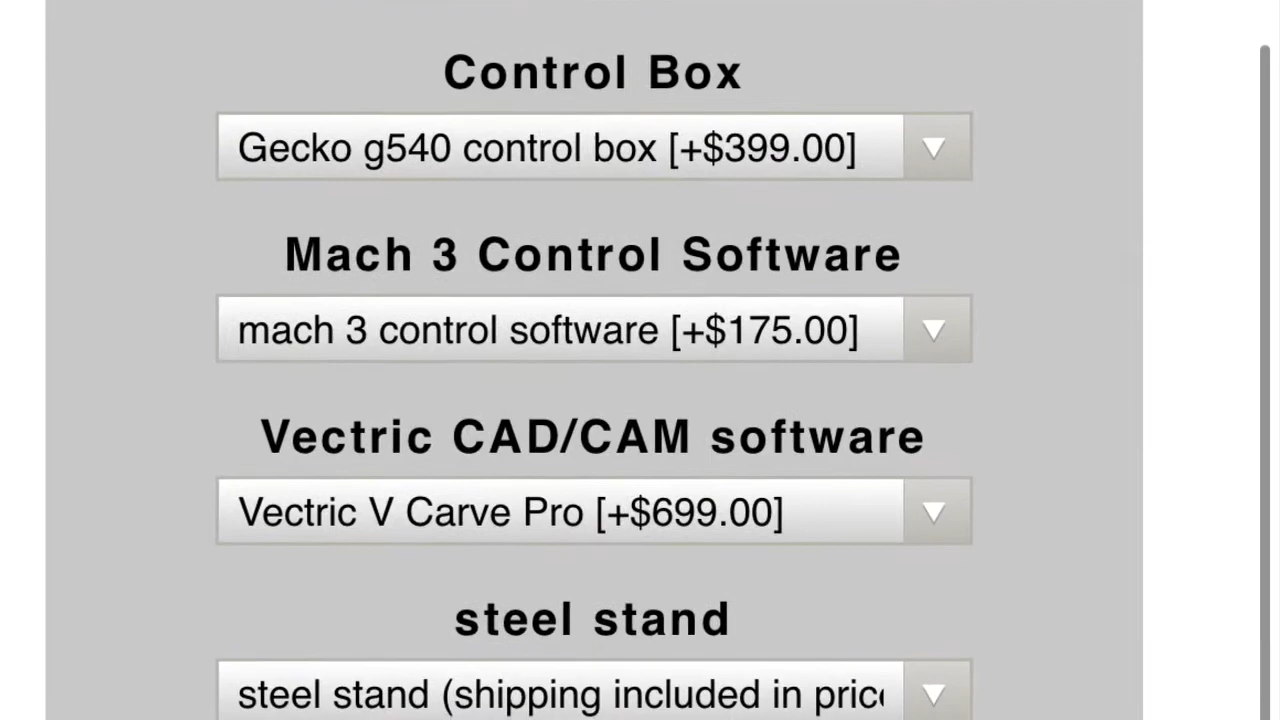 Control Box
Gecko g540 control box [+$399.00]
Mach 3 Control Software
mach 3 control software [+$175.00]
Vectric CAD/CAM software
Vectric V Carve Pro [+$699.00]
steel stand
steel stand (shipping included in